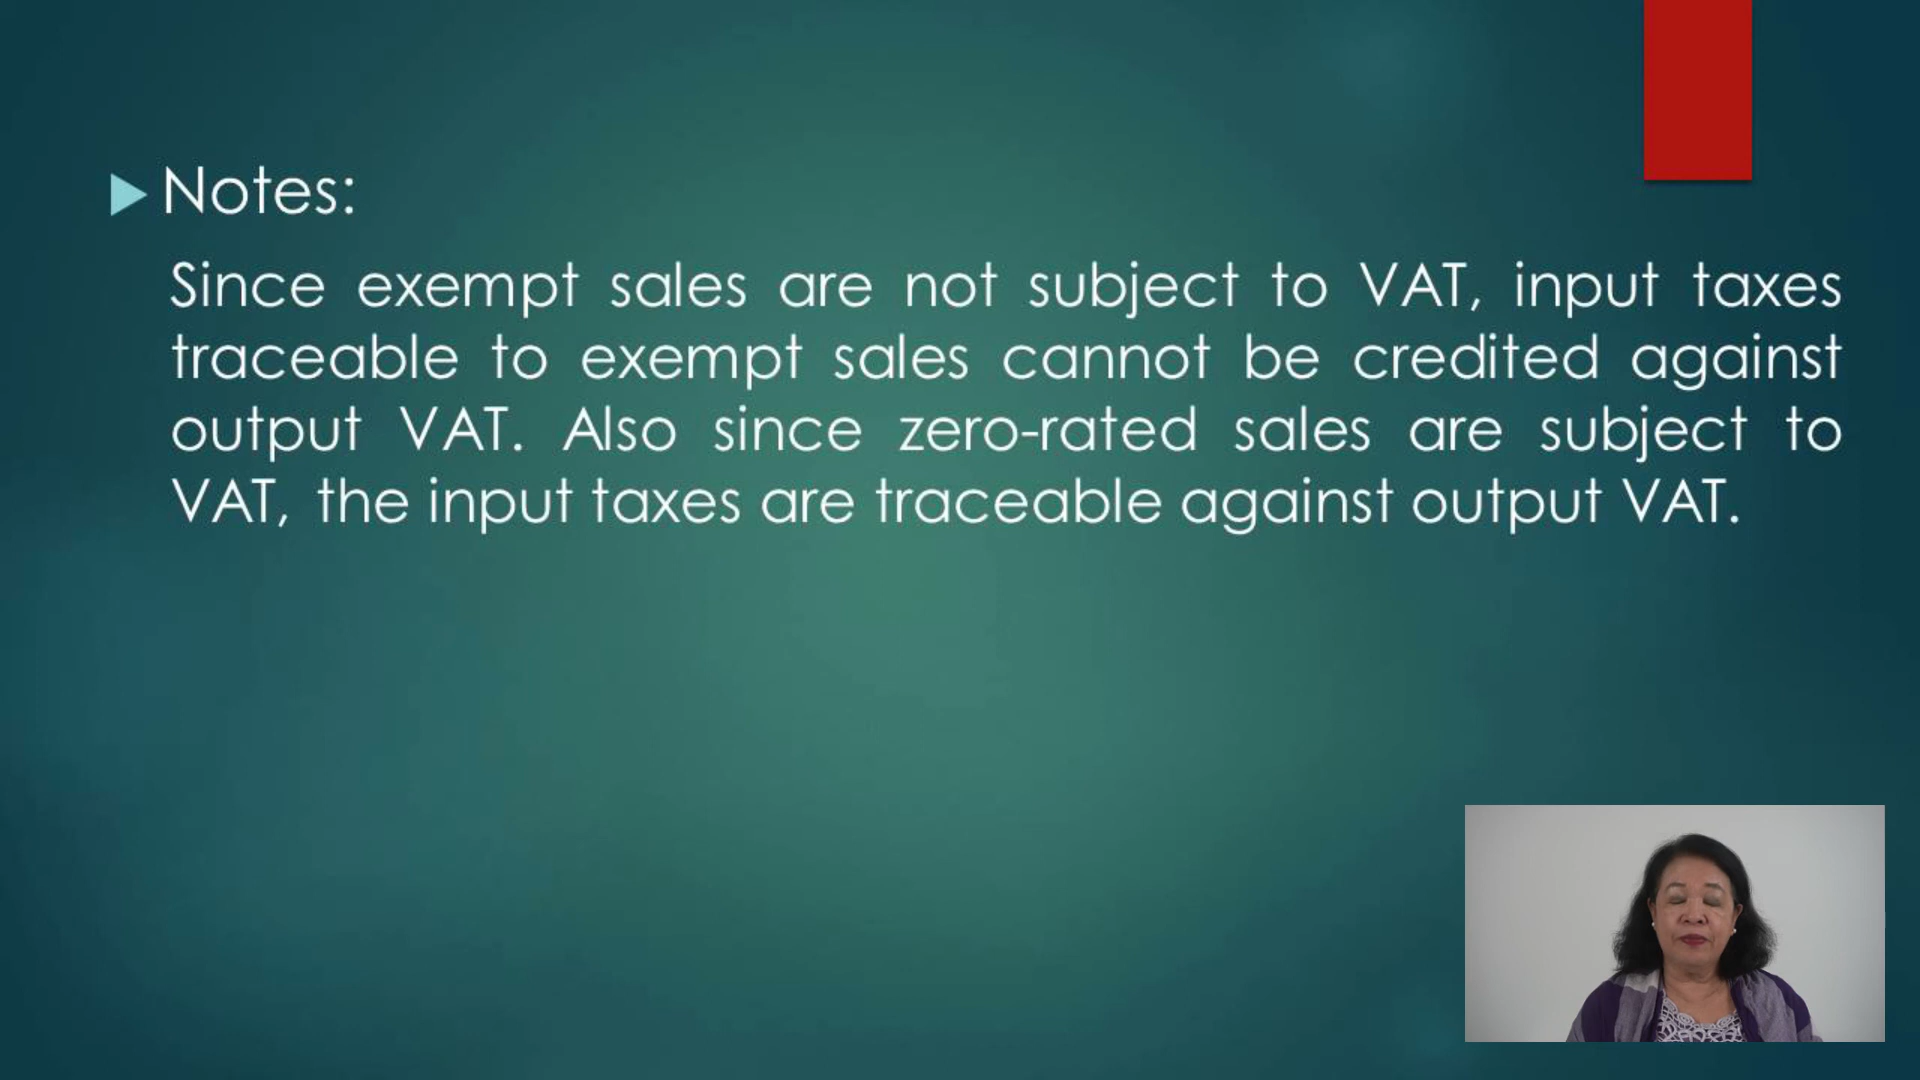 Notes:
Since exempt sales are not subject to VAT, input taxes
traceable to exempt sales cannot be credited against
output VAT. Also since zero-rated sales are subject to
VAT, the input taxes are traceable against output VAT.